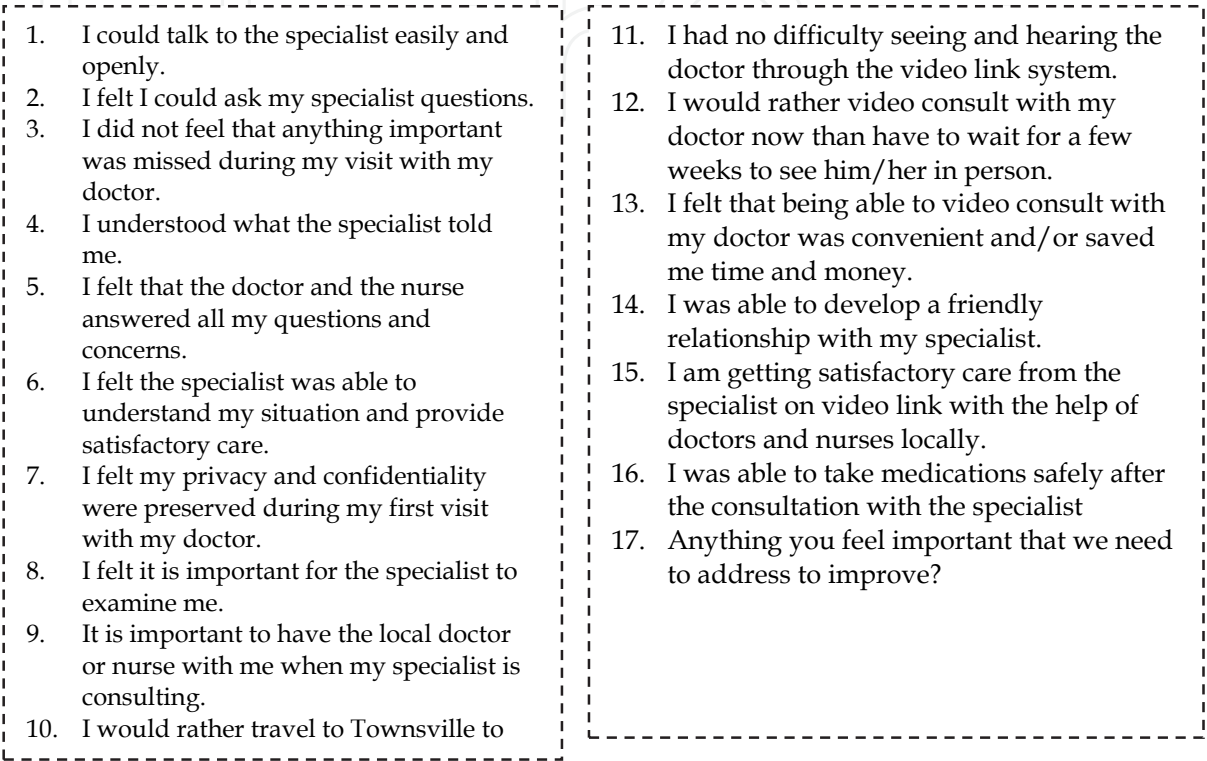 1. I could talk to the specialist easily and
openly.
2. I felt I could ask my specialist questions.
3. I did not feel that anything important
was missed during my visit with my
doctor.
4. I understood what the specialist told
me.
5. I felt that the doctor and the nurse
answered all my questions and
concerns.
6. I felt the specialist was able to
understand my situation and provide
satisfactory care.
7. I felt my privacy and confidentiality
were preserved during my first visit
with my doctor.
8. I felt it is important for the specialist to
examine me.
9. It is important to have the local doctor
or nurse with me when my specialist is
consulting.
10. I would rather travel to Townsville to
11. I had no difficulty seeing and hearing the
doctor through the video link system.
12. I would rather video consult with my
doctor now than have to wait for a few
weeks to see him/her in person.
13. I felt that being able to video consult with
my doctor was convenient and/or saved
me time and money.
14. I was able to develop a friendly
relationship with my specialist.
15. I am getting satisfactory care from the
specialist on video link with the help of
doctors and nurses locally.
16. I was able to take medications safely after
the consultation with the specialist
17. Anything you feel important that we need
to address to improve?